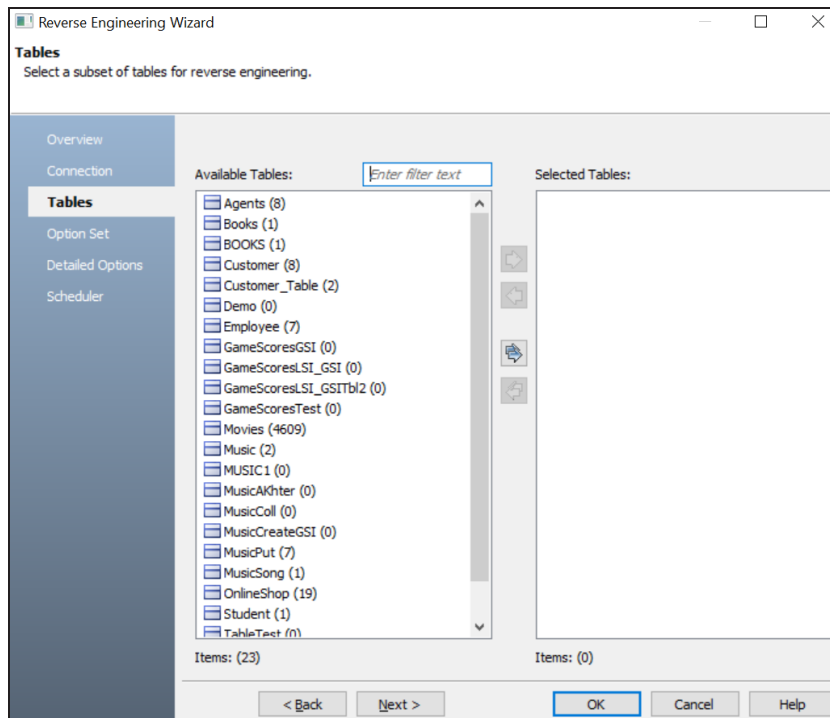 Reverse Engineering Wizard
Tables
Select a subset of tables for reverse engineering.
Overview
Connection
Tables
Option Set
Detailed Options
Scheduler
Available Tables:
Enter filter text
Agents (8)
Books (1)
BOOKS (1)
Customer (8)
Customer_Table (2)
Demo (0)
Employee (7)
GameScoresGSI (0)
GameScoresLSI_GSI (0)
GameScoresLSI_GSITbl2 (0)
GameScoresTest (0)
Movies (4609)
Music (2)
MUSIC1 (0)
MusicAKhter (0)
MusicColl (0)
MusicCreateGSI (0)
MusicPut (7)
MusicSong (1)
OnlineShop (19)
Student (1)
TableTest (0)
Items: (23)
Selected Tables:
Items: (0)
< Back
Next >
OK
Cancel
Help